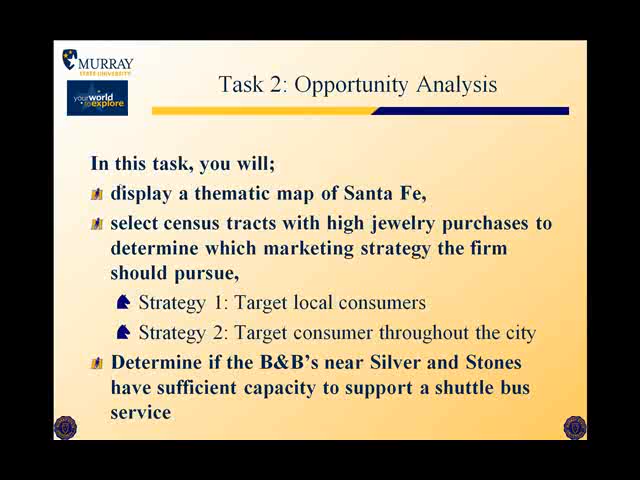 MURRAY
STATE UNIVERSITY
your world
to explore
Task 2: Opportunity Analysis
In this task, you will;
display a thematic map of Santa Fe,
select census tracts with high jewelry purchases to
determine which marketing strategy the firm
should pursue,
Strategy 1: Target local consumers
Strategy 2: Target consumer throughout the city
Determine if the B&B's near Silver and Stones
have sufficient capacity to support a shuttle bus
service